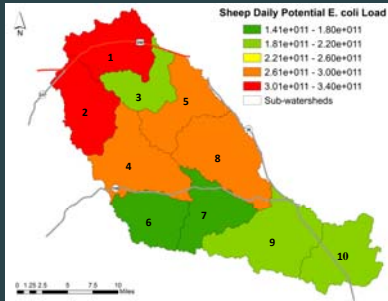 Sheep Daily Potential E. coli Load
1.41e+011 - 1.80e+011
1.81e+011 - 2.20e+011
2.21e+011 - 2.60e+011
2.61e+011 - 3.00e+011
3.01e+011 - 3.40e+011
Sub-watersheds
N
1
2
3
5
4
8
6
7
9
10
0 1.25 2.5 5 7.5 10
Miles